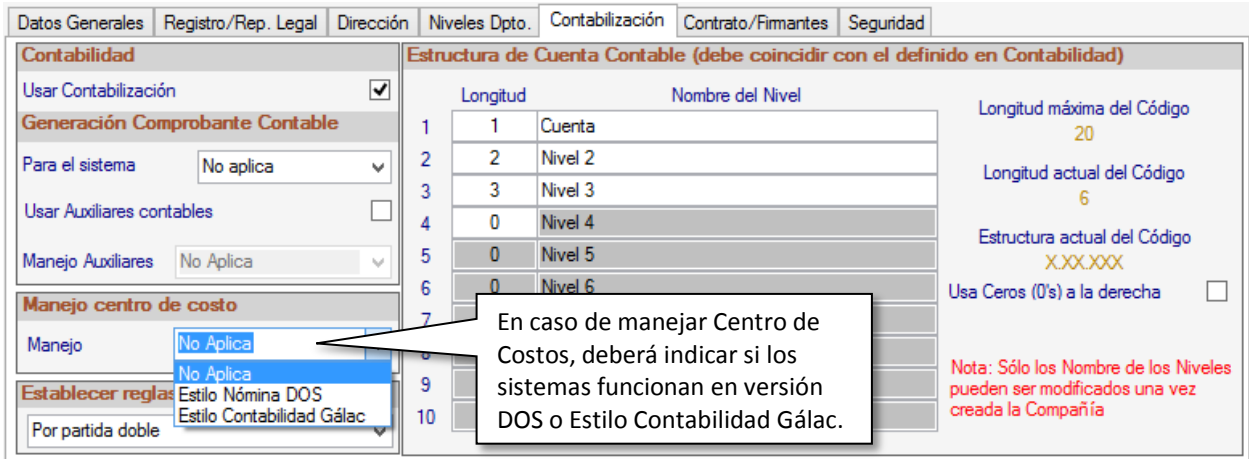 Datos Generales Registro/Rep. Legal Dirección Niveles Dpto. Contabilización Contrato/Firmantes Seguridad
Contabilidad
Usar Contabilización
Generación Comprobante Contable
Para el sistema No aplica
Usar Auxiliares contables
Manejo Auxiliares No Aplica
Manejo centro de costo
Manejo No Aplica
No Aplica
Estilo Nómina DOS
Estilo Contabilidad Gálac
Establecer reglas
Por partida doble
Estructura de Cuenta Contable (debe coincidir con el definido en Contabilidad)
Longitud Nombre del Nivel
1 1 Cuenta
2 2 Nivel 2
3 3 Nivel 3
4 0 Nivel 4
5 0 Nivel 5
6 0 Nivel 6
7
8
9
10
En caso de manejar Centro de
Costos, deberá indicar si los
sistemas funcionan en versión
DOS o Estilo Contabilidad Gálac.
Longitud máxima del Código
20
Longitud actual del Código
6
Estructura actual del Código
X.XX.XXX
Usa Ceros (0's) a la derecha
Nota: Sólo los Nombre de los Niveles
pueden ser modificados una vez
creada la Compañía